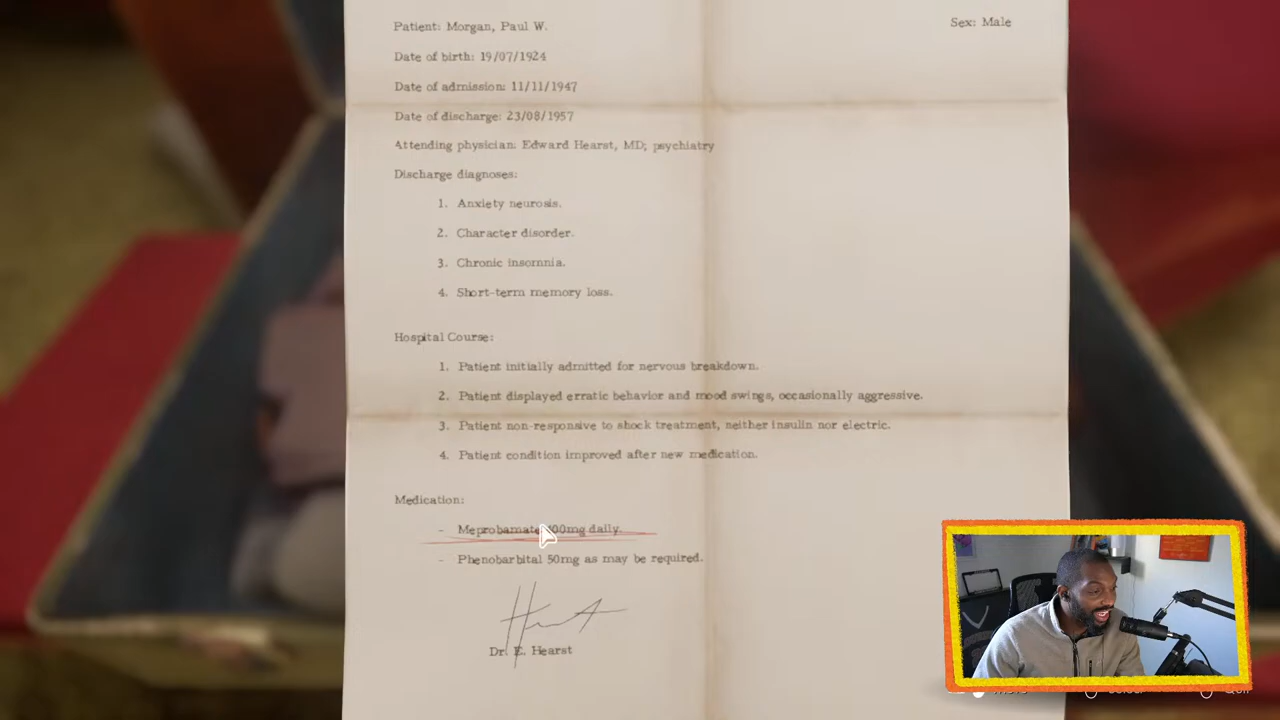 Patient: Morgan, Paul W.
Sex: Male
Date of birth: 19/07/1924
Date of admission: 11/11/1947
Date of discharge: 23/08/1957
Attending physician: Edward Hearst, MD; psychiatry
Discharge diagnoses:
1. Anxiety neurosis.
2. Character disorder.
3. Chronic insomnia.
4. Short-term memory loss.
Hospital Course:
1. Patient initially admitted for nervous breakdown.
2. Patient displayed erratic behavior and mood swings, occasionally aggressive.
3. Patient non-responsive to shock treatment, neither insulin nor electric.
4. Patient condition improved after new medication.
Medication:
- Meprobamate 400mg daily.
- Phenobarbital 50mg as may be required.
Dr. E. Hearst